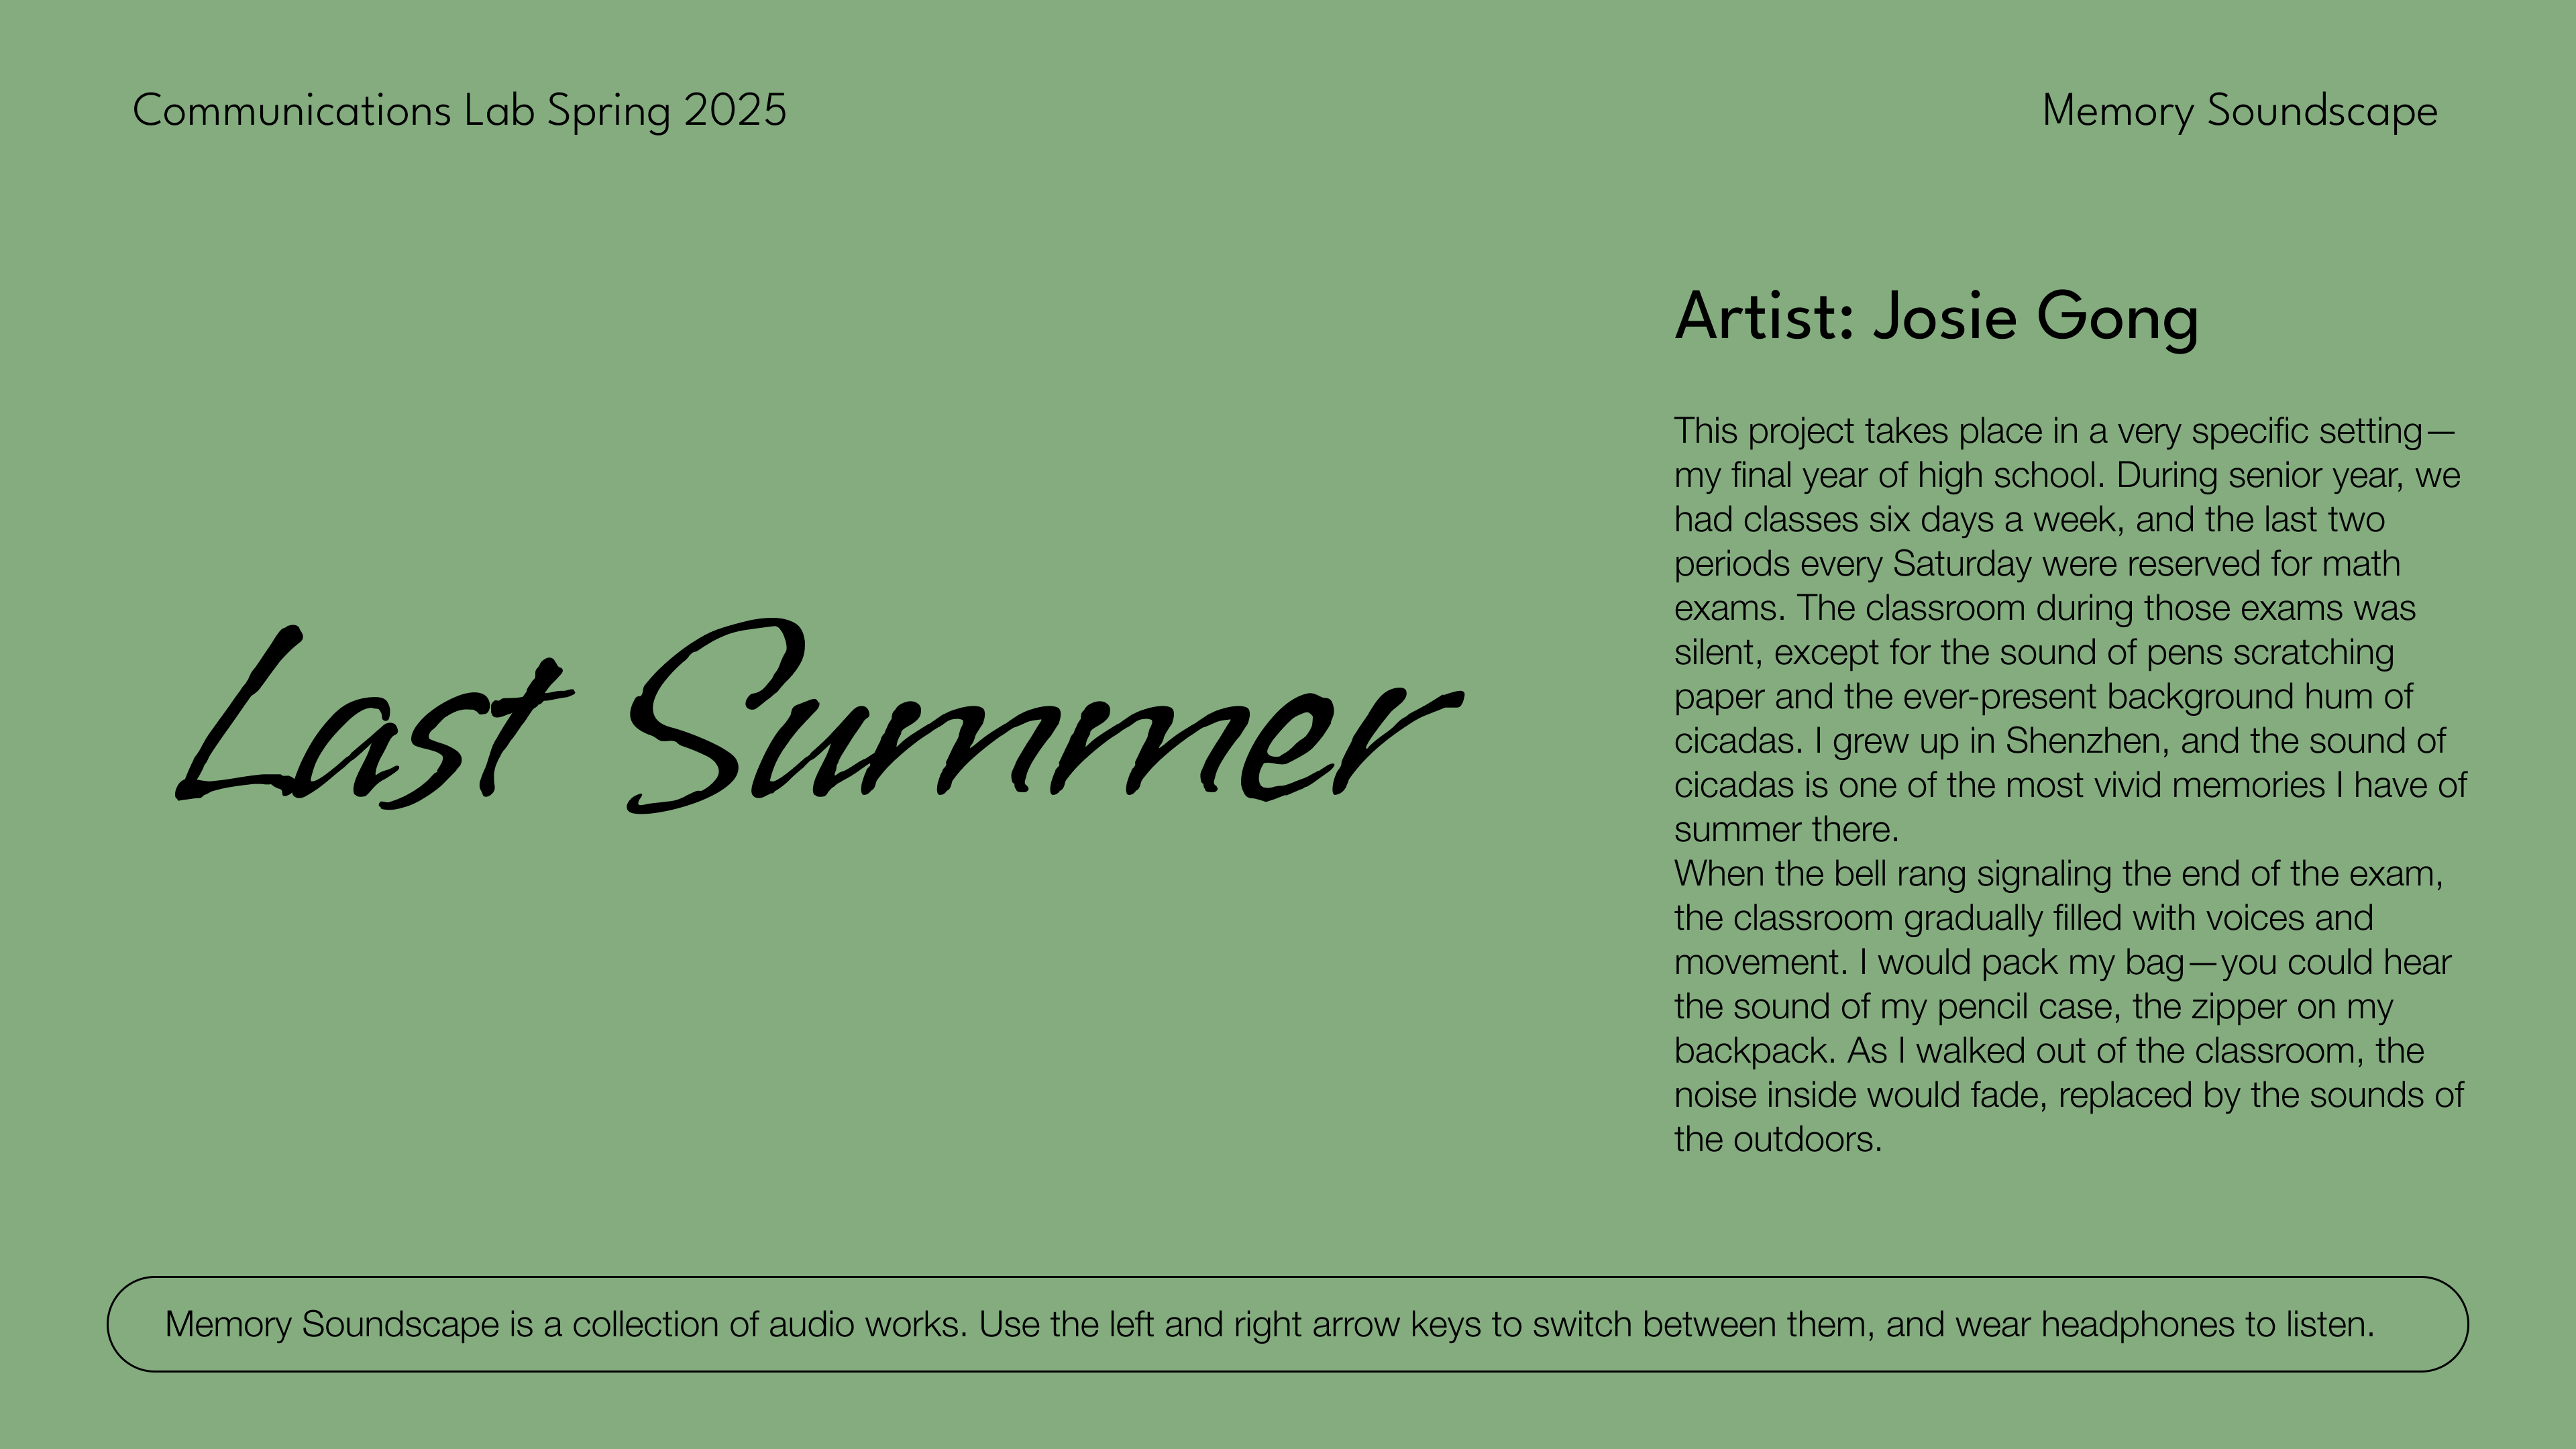 Communications Lab Spring 2025
Memory Soundscape
Last Summer
Artist: Josie Gong
This project takes place in a very specific setting—
my final year of high school. During senior year, we
had classes six days a week, and the last two
periods every Saturday were reserved for math
exams. The classroom during those exams was
silent, except for the sound of pens scratching
paper and the ever-present background hum of
cicadas. I grew up in Shenzhen, and the sound of
cicadas is one of the most vivid memories I have of
summer there.
When the bell rang signaling the end of the exam,
the classroom gradually filled with voices and
movement. I would pack my bag—you could hear
the sound of my pencil case, the zipper on my
backpack. As I walked out of the classroom, the
noise inside would fade, replaced by the sounds of
the outdoors.
Memory Soundscape is a collection of audio works. Use the left and right arrow keys to switch between them, and wear headphones to listen.